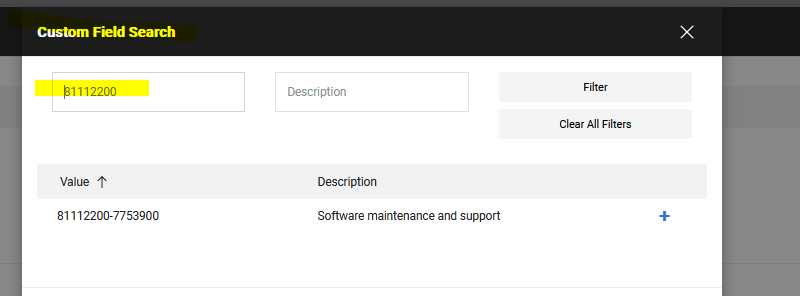 Custom Field Search
81112200
Description
Filter
Clear All Filters
Value
Description
81112200-7753900
Software maintenance and support